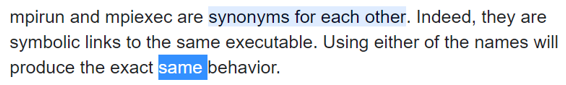 mpirun and mpiexec are synonyms for each other. Indeed, they are
symbolic links to the same executable. Using either of the names will
produce the exact same behavior.